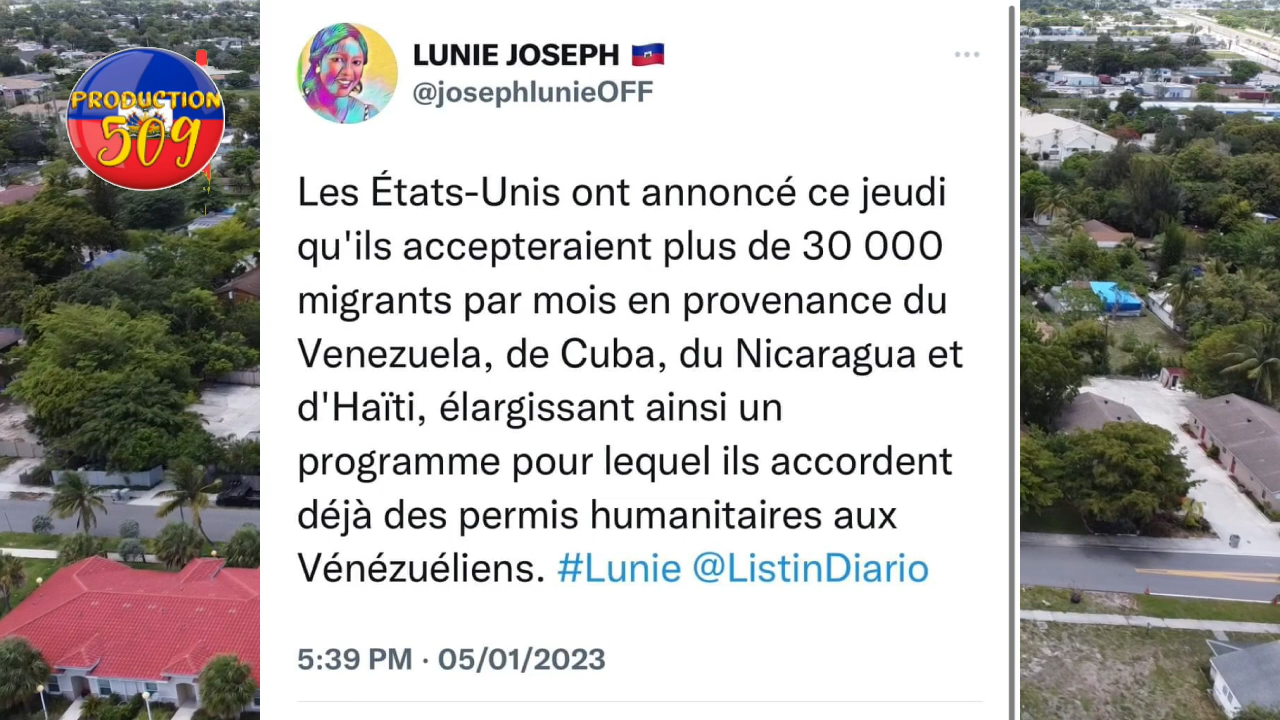 PRODUCTION
509
LUNIE JOSEPH 🇭🇹
@josephlunieOFF
Les États-Unis ont annoncé ce jeudi
qu'ils accepteraient plus de 30 000
migrants par mois en provenance du
Venezuela, de Cuba, du Nicaragua et
d'Haïti, élargissant ainsi un
programme pour lequel ils accordent
déjà des permis humanitaires aux
Vénézuéliens. #Lunie @ListinDiario
5:39 PM · 05/01/2023